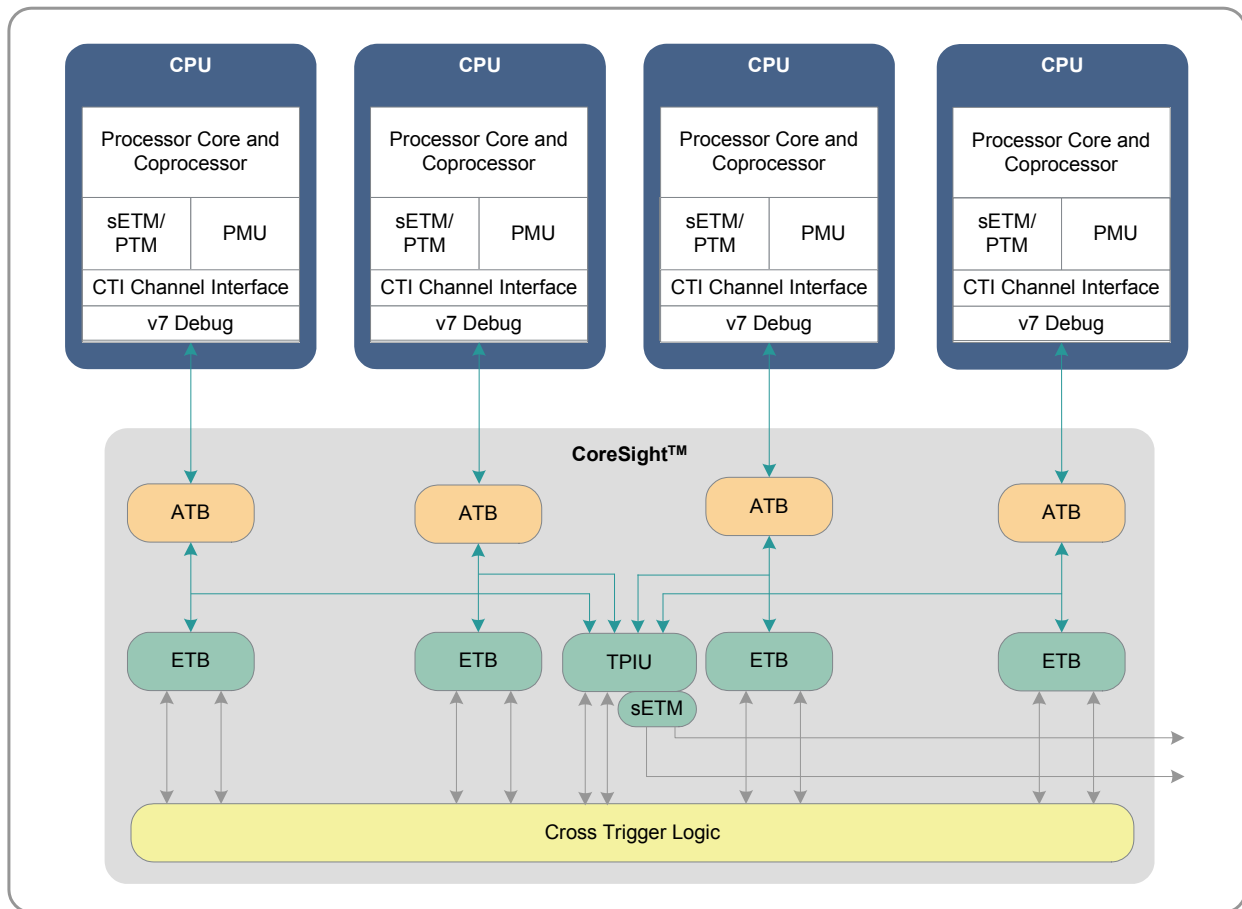 CPU
Processor Core and
Coprocessor
sETM/
PTM
PMU
CTI Channel Interface
v7 Debug
CPU
Processor Core and
Coprocessor
sETM/
PTM
PMU
CTI Channel Interface
v7 Debug
CPU
Processor Core and
Coprocessor
sETM/
PTM
PMU
CTI Channel Interface
v7 Debug
CPU
Processor Core and
Coprocessor
sETM/
PTM
PMU
CTI Channel Interface
v7 Debug
CoreSight™
ATB
ATB
ATB
ATB
ETB
ETB
TPIU
ETB
ETB
sETM
Cross Trigger Logic